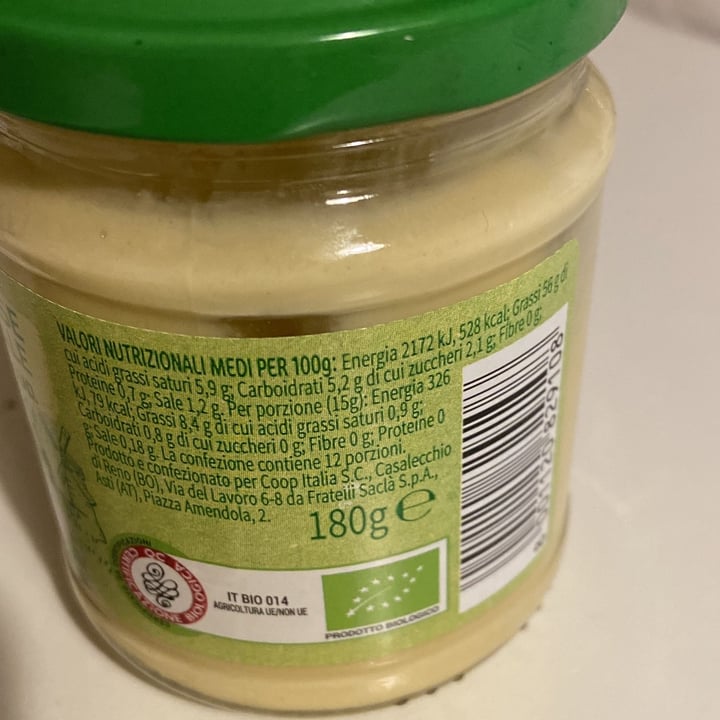 VALORI NUTRIZIONALI MEDI PER 100g: Energia 2172 kJ, 528 kcal; Grassi 56 g di
cui acidi grassi saturi 5,9 g; Carboidrati 5,2 g di cui zuccheri 2,1 g; Fibre 0 g;
Proteine 0,7 g; Sale 1,2 g. Per porzione (15g): Energia 326
kJ, 79 kcal; Grassi 8,4 g di cui acidi grassi saturi 0,9 g;
Carboidrati 0,8 g di cui zuccheri 0 g; Fibre 0 g; Proteine 0
g; Sale 0,18 g. La confezione contiene 12 porzioni.
Prodotto e confezionato per Coop Italia S.C., Casalecchio
di Reno (BO), Via del Lavoro 6-8 da Fratelli Saclà S.p.A.,
Asti (AT), Piazza Amendola, 2.
180g e
CERTIFICAZIONE BIOLOGICA
IT BIO 014
AGRICOLTURA UE/NON UE
PRODOTTO BIOLOGICO